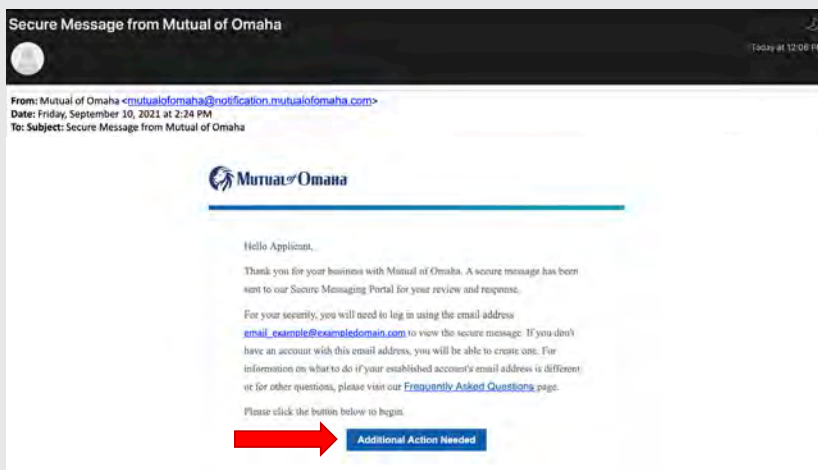 Secure Message from Mutual of Omaha
Today at 12:06 PM
From: Mutual of Omaha <mutualofomaha@notification.mutualofomaha.com>
Date: Friday, September 10, 2021 at 2:24 PM
To: Subject: Secure Message from Mutual of Omaha
Mutual of Omaha
Hello Applicant,
Thank you for your business with Mutual of Omaha. A secure message has been
sent to our Secure Messaging Portal for your review and response.
For your security, you will need to log in using the email address
email_example@exampledomain.com to view the secure message. If you don't
have an account with this email address, you will be able to create one. For
information on what to do if your established account's email address is different
or for other questions, please visit our Frequently Asked Questions page.
Please click the button below to begin.
Additional Action Needed